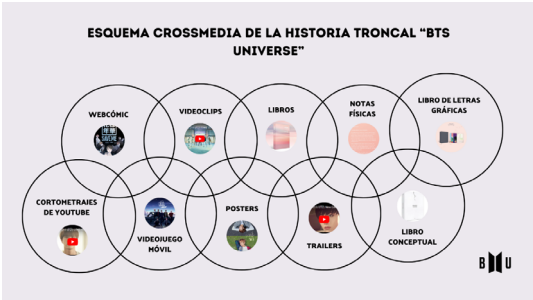 ESQUEMA CROSSMEDIA DE LA HISTORIA TRONCAL “BTS
UNIVERSE”
WEBCÓMIC
VIDEOCLIPS
LIBROS
NOTAS
FÍSICAS
LIBRO DE LETRAS
GRÁFICAS
CORTOMETRAJES
DE YOUTUBE
VIDEOJUEGO
MÓVIL
POSTERS
TRAILERS
LIBRO
CONCEPTUAL
B U